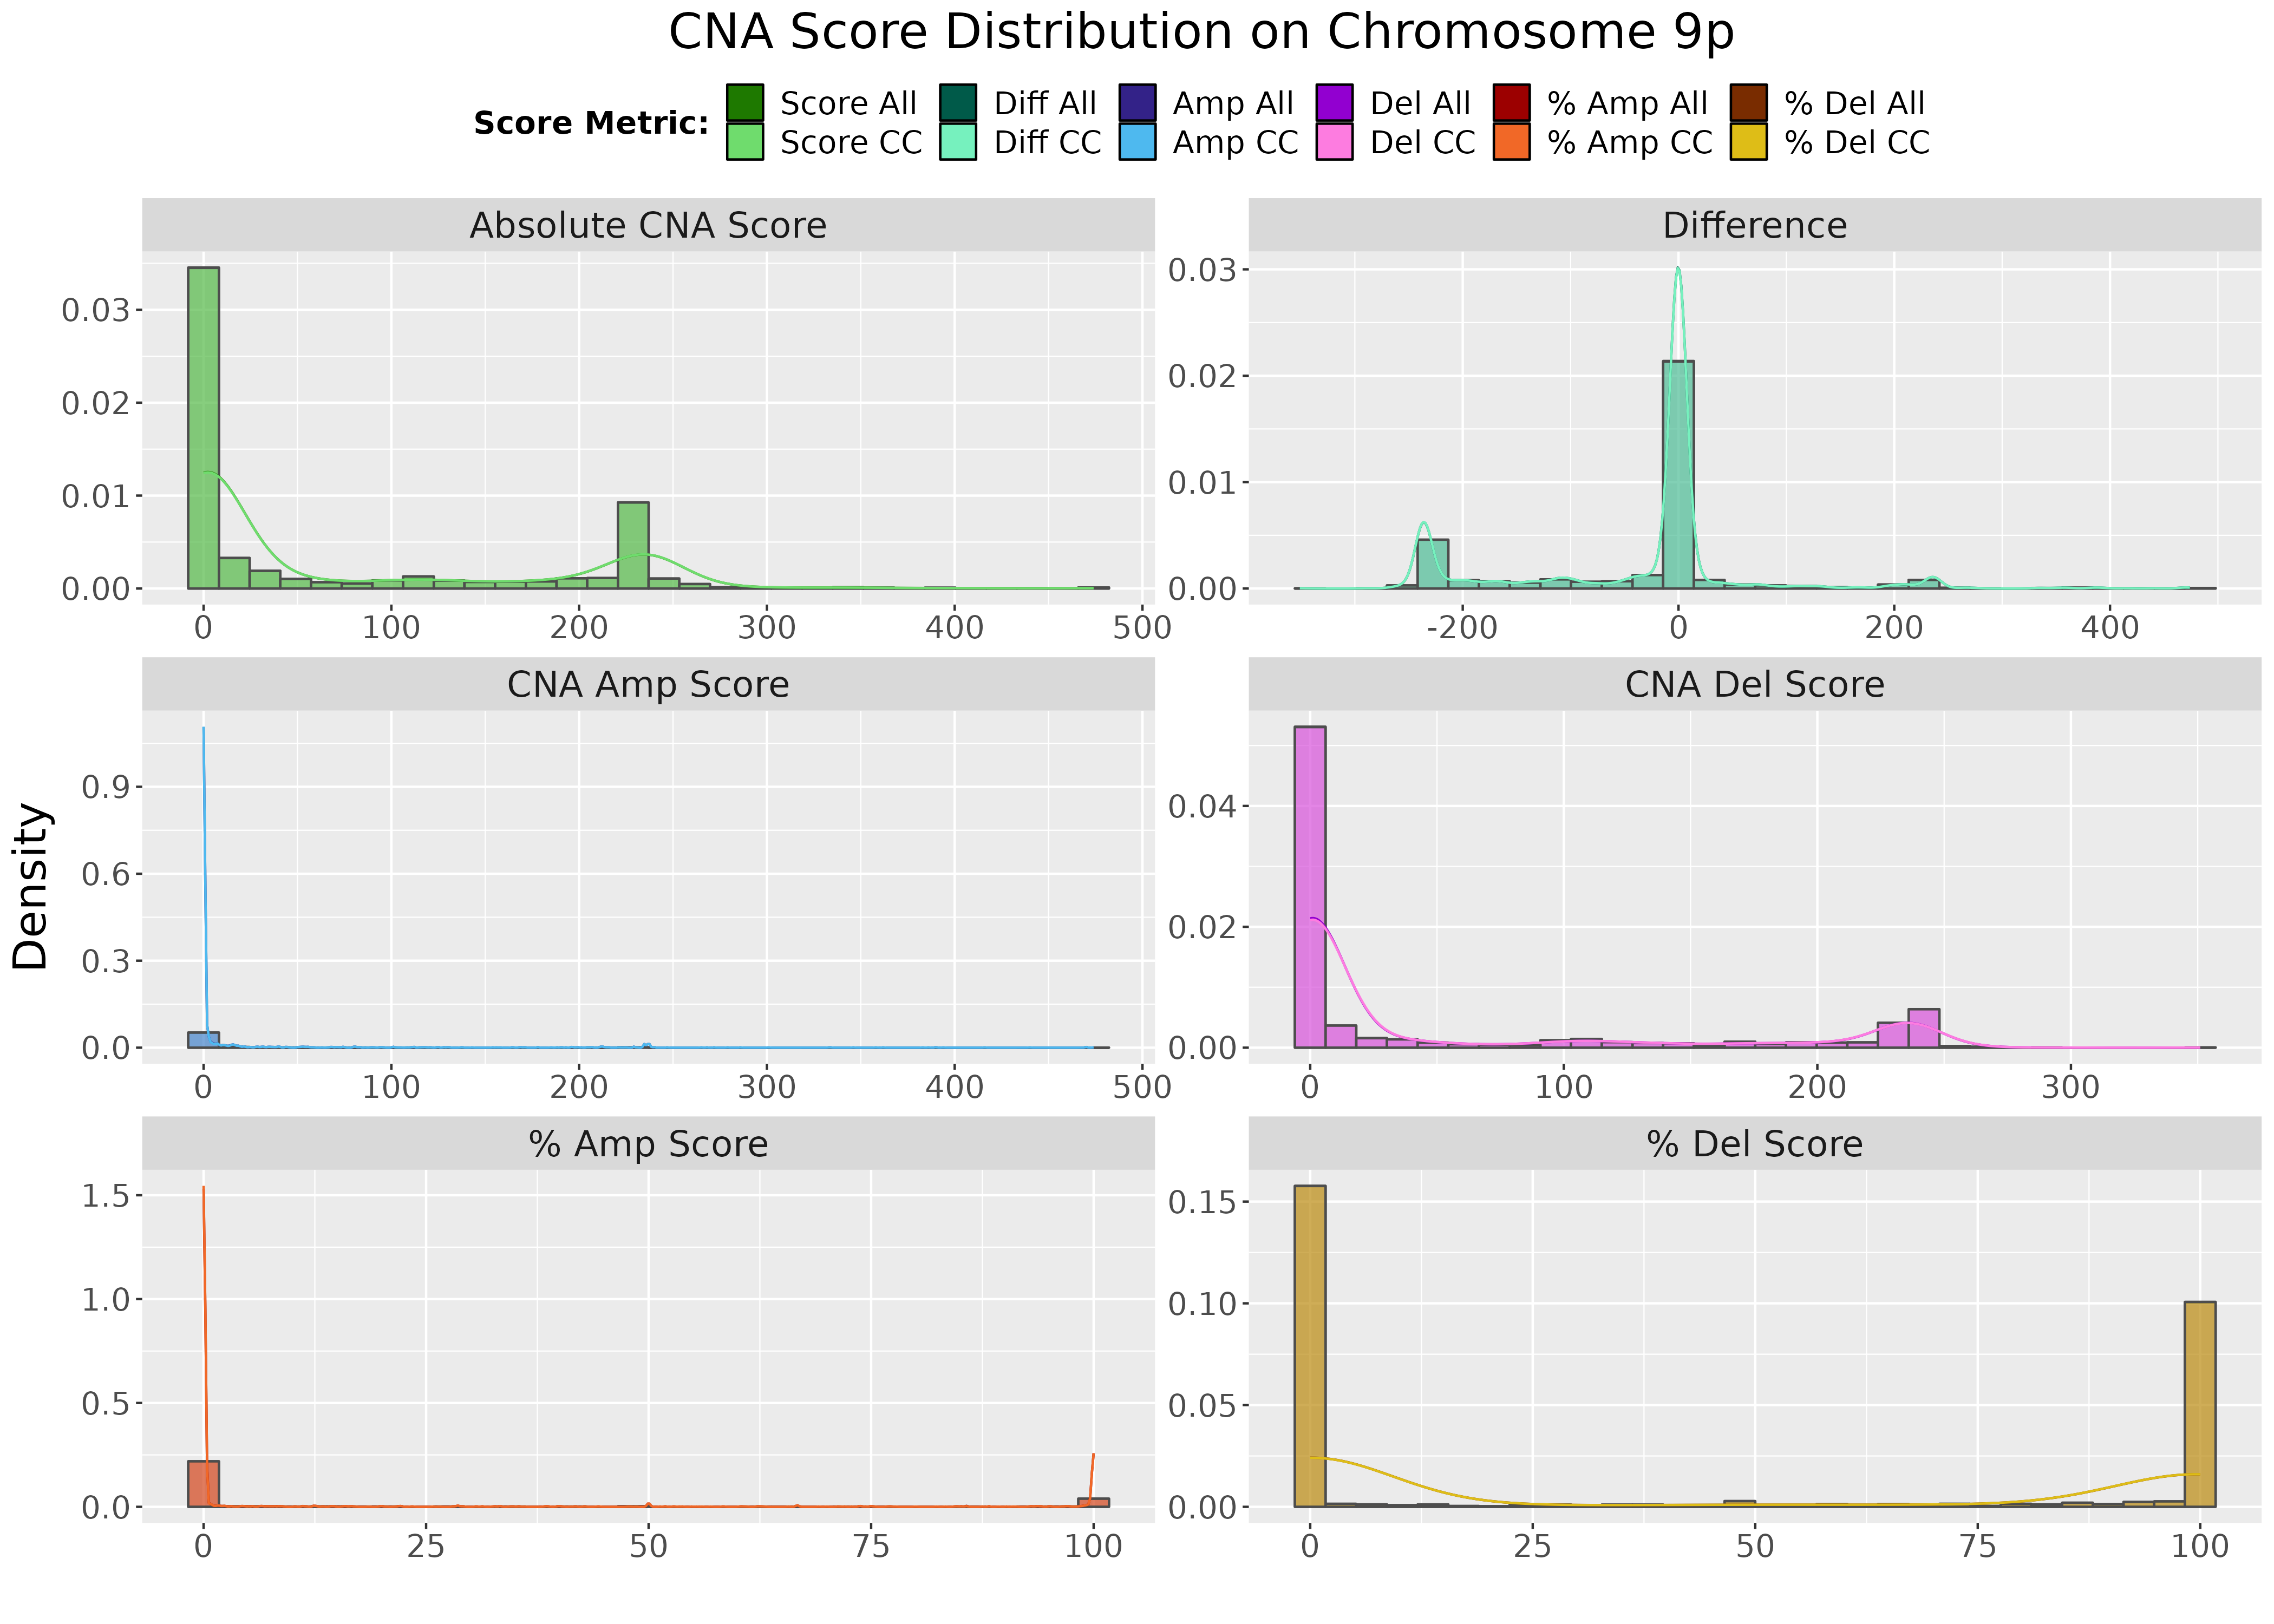 CNA Score Distribution on Chromosome 9p
Score Metric:
Score All Diff All Amp All Del All % Amp All % Del All
Score CC Diff CC Amp CC Del CC % Amp CC % Del CC
Absolute CNA Score
0.03
0.02
0.01
0.00
0 100 200 300 400 500
Difference
0.03
0.02
0.01
0.00
-200 0 200 400
CNA Amp Score
0.9
0.6
0.3
0.0
0 100 200 300 400 500
CNA Del Score
0.04
0.02
0.00
0 100 200 300
Density
% Amp Score
1.5
1.0
0.5
0.0
0 25 50 75 100
% Del Score
0.15
0.10
0.05
0.00
0 25 50 75 100